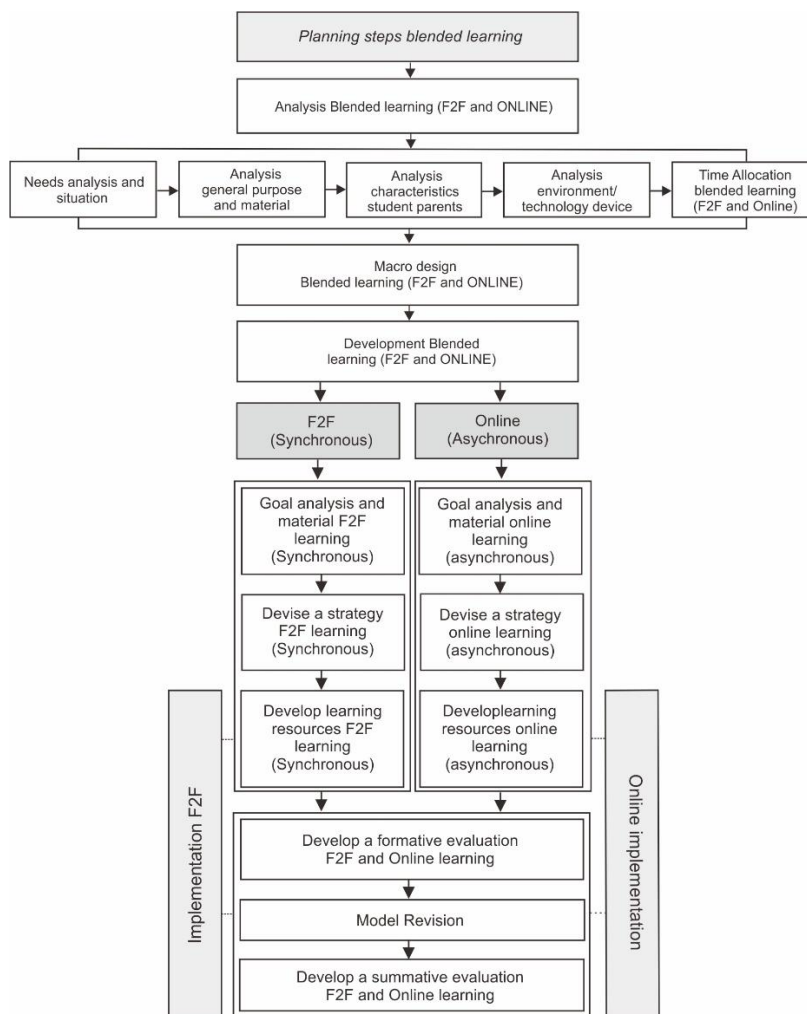 Planning steps blended learning
Analysis Blended learning (F2F and ONLINE)
Needs analysis and
situation
Analysis
general purpose
and material
Analysis
characteristics
student parents
Analysis
environment/
technology device
Time Allocation
blended learning
(F2F and Online)
Macro design
Blended learning (F2F and ONLINE)
Development Blended
learning (F2F and ONLINE)
F2F
(Synchronous)
Online
(Asychronous)
Goal analysis and
material F2F
learning
(Synchronous)
Goal analysis and
material online
learning
(asynchronous)
Devise a strategy
F2F learning
(Synchronous)
Devise a strategy
online learning
(asynchronous)
Develop learning
resources F2F
learning
(Synchronous)
Developlearning
resources online
learning
(asynchronous)
Implementation F2F
Online implementation
Develop a formative evaluation
F2F and Online learning
Model Revision
Develop a summative evaluation
F2F and Online learning